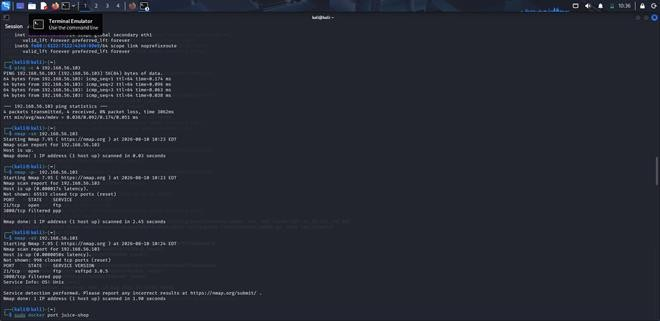 1 2 3 4
10:36
Terminal Emulator
Use the command line
kali@kali: ~
Session
inet scope global secondary eth1
valid_lft forever preferred_lft forever
inet6 scope link noprefixroute
valid_lft forever preferred_lft forever
┌──(kali㉿kali)-[~]
└─$ ping -c 4 192.168.56.103
PING 192.168.56.103 (192.168.56.103) 56(84) bytes of data.
64 bytes from 192.168.56.103: icmp_seq=1 ttl=64 time=0.174 ms
64 bytes from 192.168.56.103: icmp_seq=2 ttl=64 time=0.096 ms
64 bytes from 192.168.56.103: icmp_seq=3 ttl=64 time=0.063 ms
64 bytes from 192.168.56.103: icmp_seq=4 ttl=64 time=0.038 ms
--- 192.168.56.103 ping statistics ---
4 packets transmitted, 4 received, 0% packet loss, time 3062ms
rtt min/avg/max/mdev = 0.038/0.092/0.174/0.051 ms
┌──(kali㉿kali)-[~]
└─$ nmap -sn 192.168.56.103
Starting Nmap 7.95 ( https://nmap.org ) at 2026-08-10 10:23 EDT
Nmap scan report for 192.168.56.103
Host is up.
Nmap done: 1 IP address (1 host up) scanned in 0.03 seconds
┌──(kali㉿kali)-[~]
└─$ nmap -p- 192.168.56.103
Starting Nmap 7.95 ( https://nmap.org ) at 2026-08-10 10:23 EDT
Nmap scan report for 192.168.56.103
Host is up (0.000017s latency).
Not shown: 65533 closed tcp ports (reset)
PORT STATE SERVICE
21/tcp open ftp
3000/tcp filtered ppp
Nmap done: 1 IP address (1 host up) scanned in 2.45 seconds
┌──(kali㉿kali)-[~]
└─$ nmap -sV 192.168.56.103
Starting Nmap 7.95 ( https://nmap.org ) at 2026-08-10 10:24 EDT
Nmap scan report for 192.168.56.103
Host is up (0.0000050s latency).
Not shown: 998 closed tcp ports (reset)
PORT STATE SERVICE VERSION
21/tcp open ftp vsftpd 3.0.5
3000/tcp filtered ppp
Service Info: OS: Unix
Service detection performed. Please report any incorrect results at https://nmap.org/submit/ .
Nmap done: 1 IP address (1 host up) scanned in 1.90 seconds
┌──(kali㉿kali)-[~]
└─$ sudo docker port juice-shop